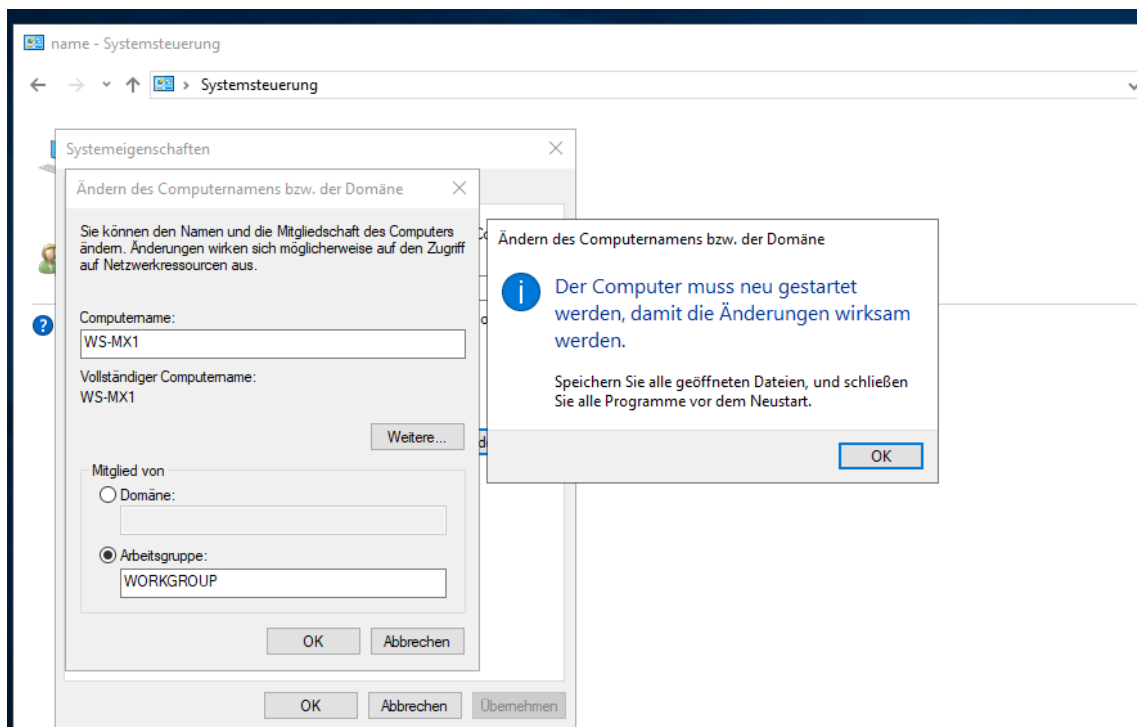 name - Systemsteuerung
Systemsteuerung
Systemeigenschaften
Ändern des Computernamens bzw. der Domäne
Sie können den Namen und die Mitgliedschaft des Computers
ändern. Änderungen wirken sich möglicherweise auf den Zugriff
auf Netzwerkressourcen aus.
Computername:
WS-MX1
Vollständiger Computername:
WS-MX1
Weitere...
Mitglied von
Domäne:
Arbeitsgruppe:
WORKGROUP
OK
Abbrechen
OK
Abbrechen
Übernehmen
Ändern des Computernamens bzw. der Domäne
Der Computer muss neu gestartet
werden, damit die Änderungen wirksam
werden.
Speichern Sie alle geöffneten Dateien, und schließen
Sie alle Programme vor dem Neustart.
OK